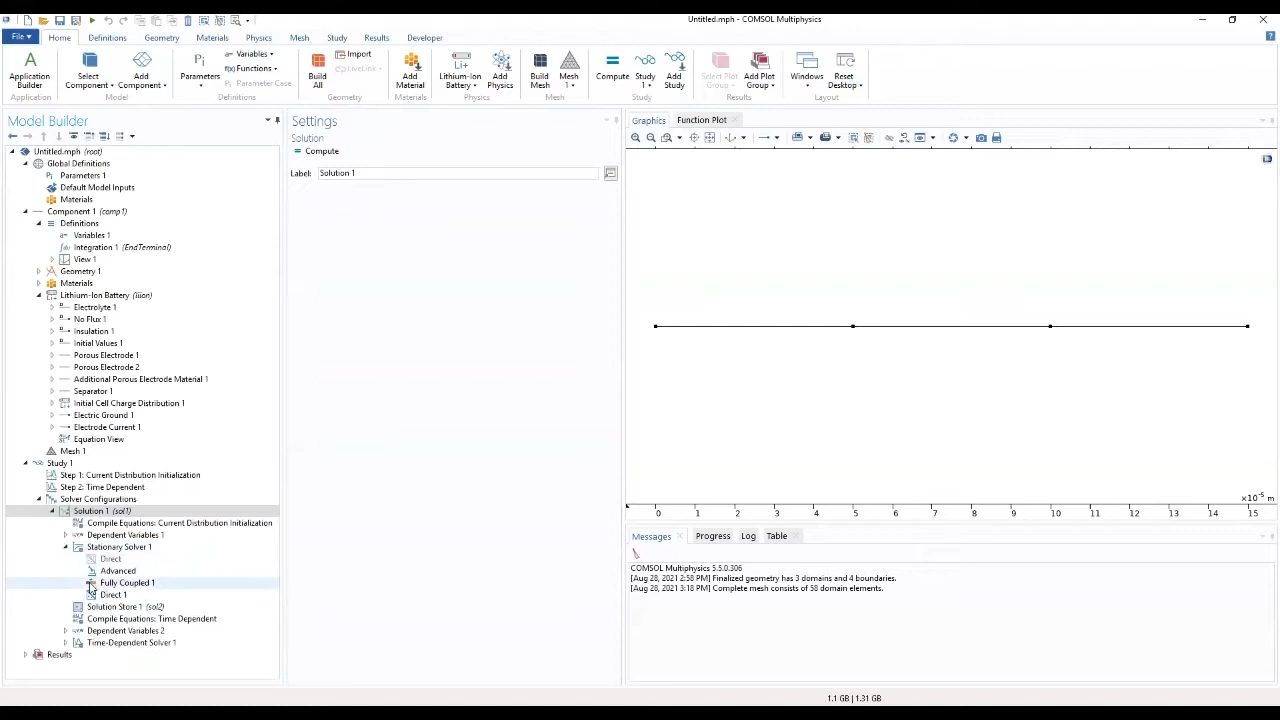 Untitled.mph - COMSOL Multiphysics
File Home Definitions Geometry Materials Physics Mesh Study Results Developer
Application Builder
Application
Select Component
Add Component
Model
Parameters
Variables
Functions
Parameter Case
Definitions
Build All
Import
LiveLink
Geometry
Add Material
Materials
Lithium-Ion Battery
Add Physics
Physics
Build Mesh
Mesh 1
Mesh
Compute
Study 1
Add Study
Study
Select Plot Group
Add Plot Group
Results
Windows
Reset Desktop
Layout
Model Builder
Untitled.mph (root)
Global Definitions
Parameters 1
Default Model Inputs
Materials
Component 1 (comp1)
Definitions
Variables 1
Integration 1 (EndTerminal)
View 1
Geometry 1
Materials
Lithium-Ion Battery (liion)
Electrolyte 1
No Flux 1
Insulation 1
Initial Values 1
Porous Electrode 1
Porous Electrode 2
Additional Porous Electrode Material 1
Separator 1
Initial Cell Charge Distribution 1
Electric Ground 1
Electrode Current 1
Equation View
Mesh 1
Study 1
Step 1: Current Distribution Initialization
Step 2: Time Dependent
Solver Configurations
Solution 1 (sol1)
Compile Equations: Current Distribution Initialization
Dependent Variables 1
Stationary Solver 1
Direct
Advanced
Fully Coupled 1
Direct 1
Solution Store 1 (sol2)
Compile Equations: Time Dependent
Dependent Variables 2
Time-Dependent Solver 1
Results
Settings
Solution
Compute
Label: Solution 1
Graphics Function Plot
×10⁻⁵ m
0 1 2 3 4 5 6 7 8 9 10 11 12 13 14 15
Messages Progress Log Table
COMSOL Multiphysics 5.5.0.306
[Aug 28, 2021 2:58 PM] Finalized geometry has 3 domains and 4 boundaries.
[Aug 28, 2021 3:18 PM] Complete mesh consists of 58 domain elements.
1.1 GB | 1.31 GB